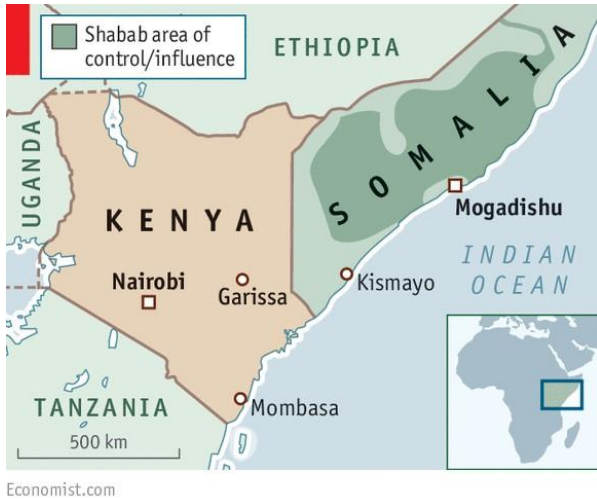 Shabab area of
control/influence
ETHIOPIA
SOMALIA
UGANDA
KENYA
Mogadishu
INDIAN
OCEAN
Nairobi
Garissa
Kismayo
TANZANIA
Mombasa
500 km
Economist.com